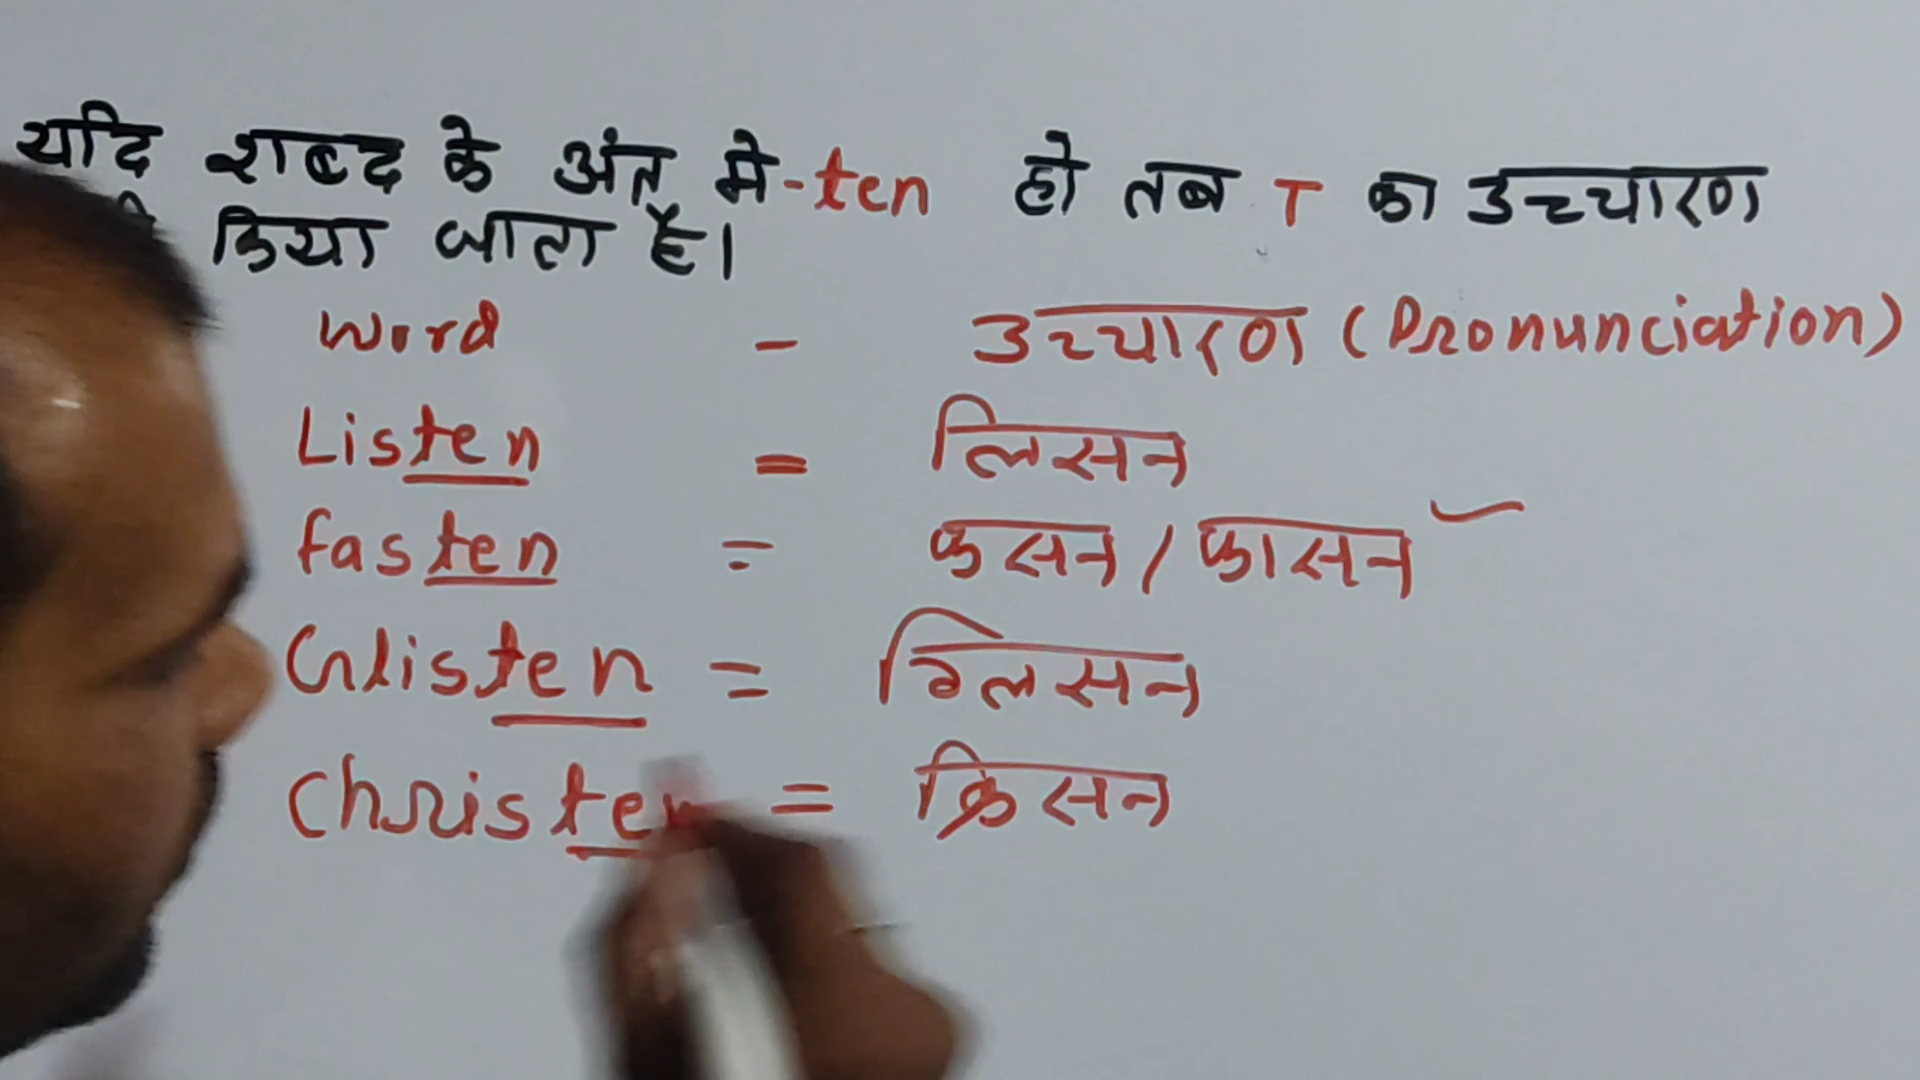 यदि शब्द के अंत में -ten हो तब T का उच्चारण
किया जाता है।
Word - उच्चारण (Pronunciation)
Listen = लिसन
fasten = फसन / फासन
Glisten = ग्लिसन
Christen = क्रिसन